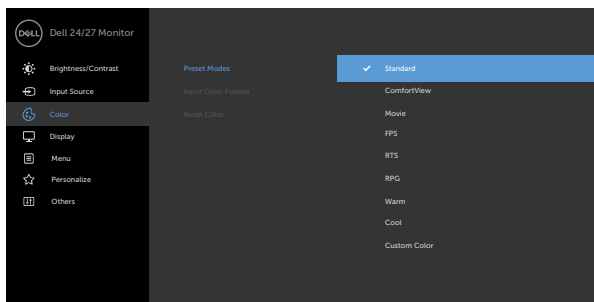 DELL Dell 24/27 Monitor
Brightness/Contrast
Input Source
Color
Display
Menu
Personalize
Others
Preset Modes
Input Color Format
Reset Color
Standard
ComfortView
Movie
FPS
RTS
RPG
Warm
Cool
Custom Color